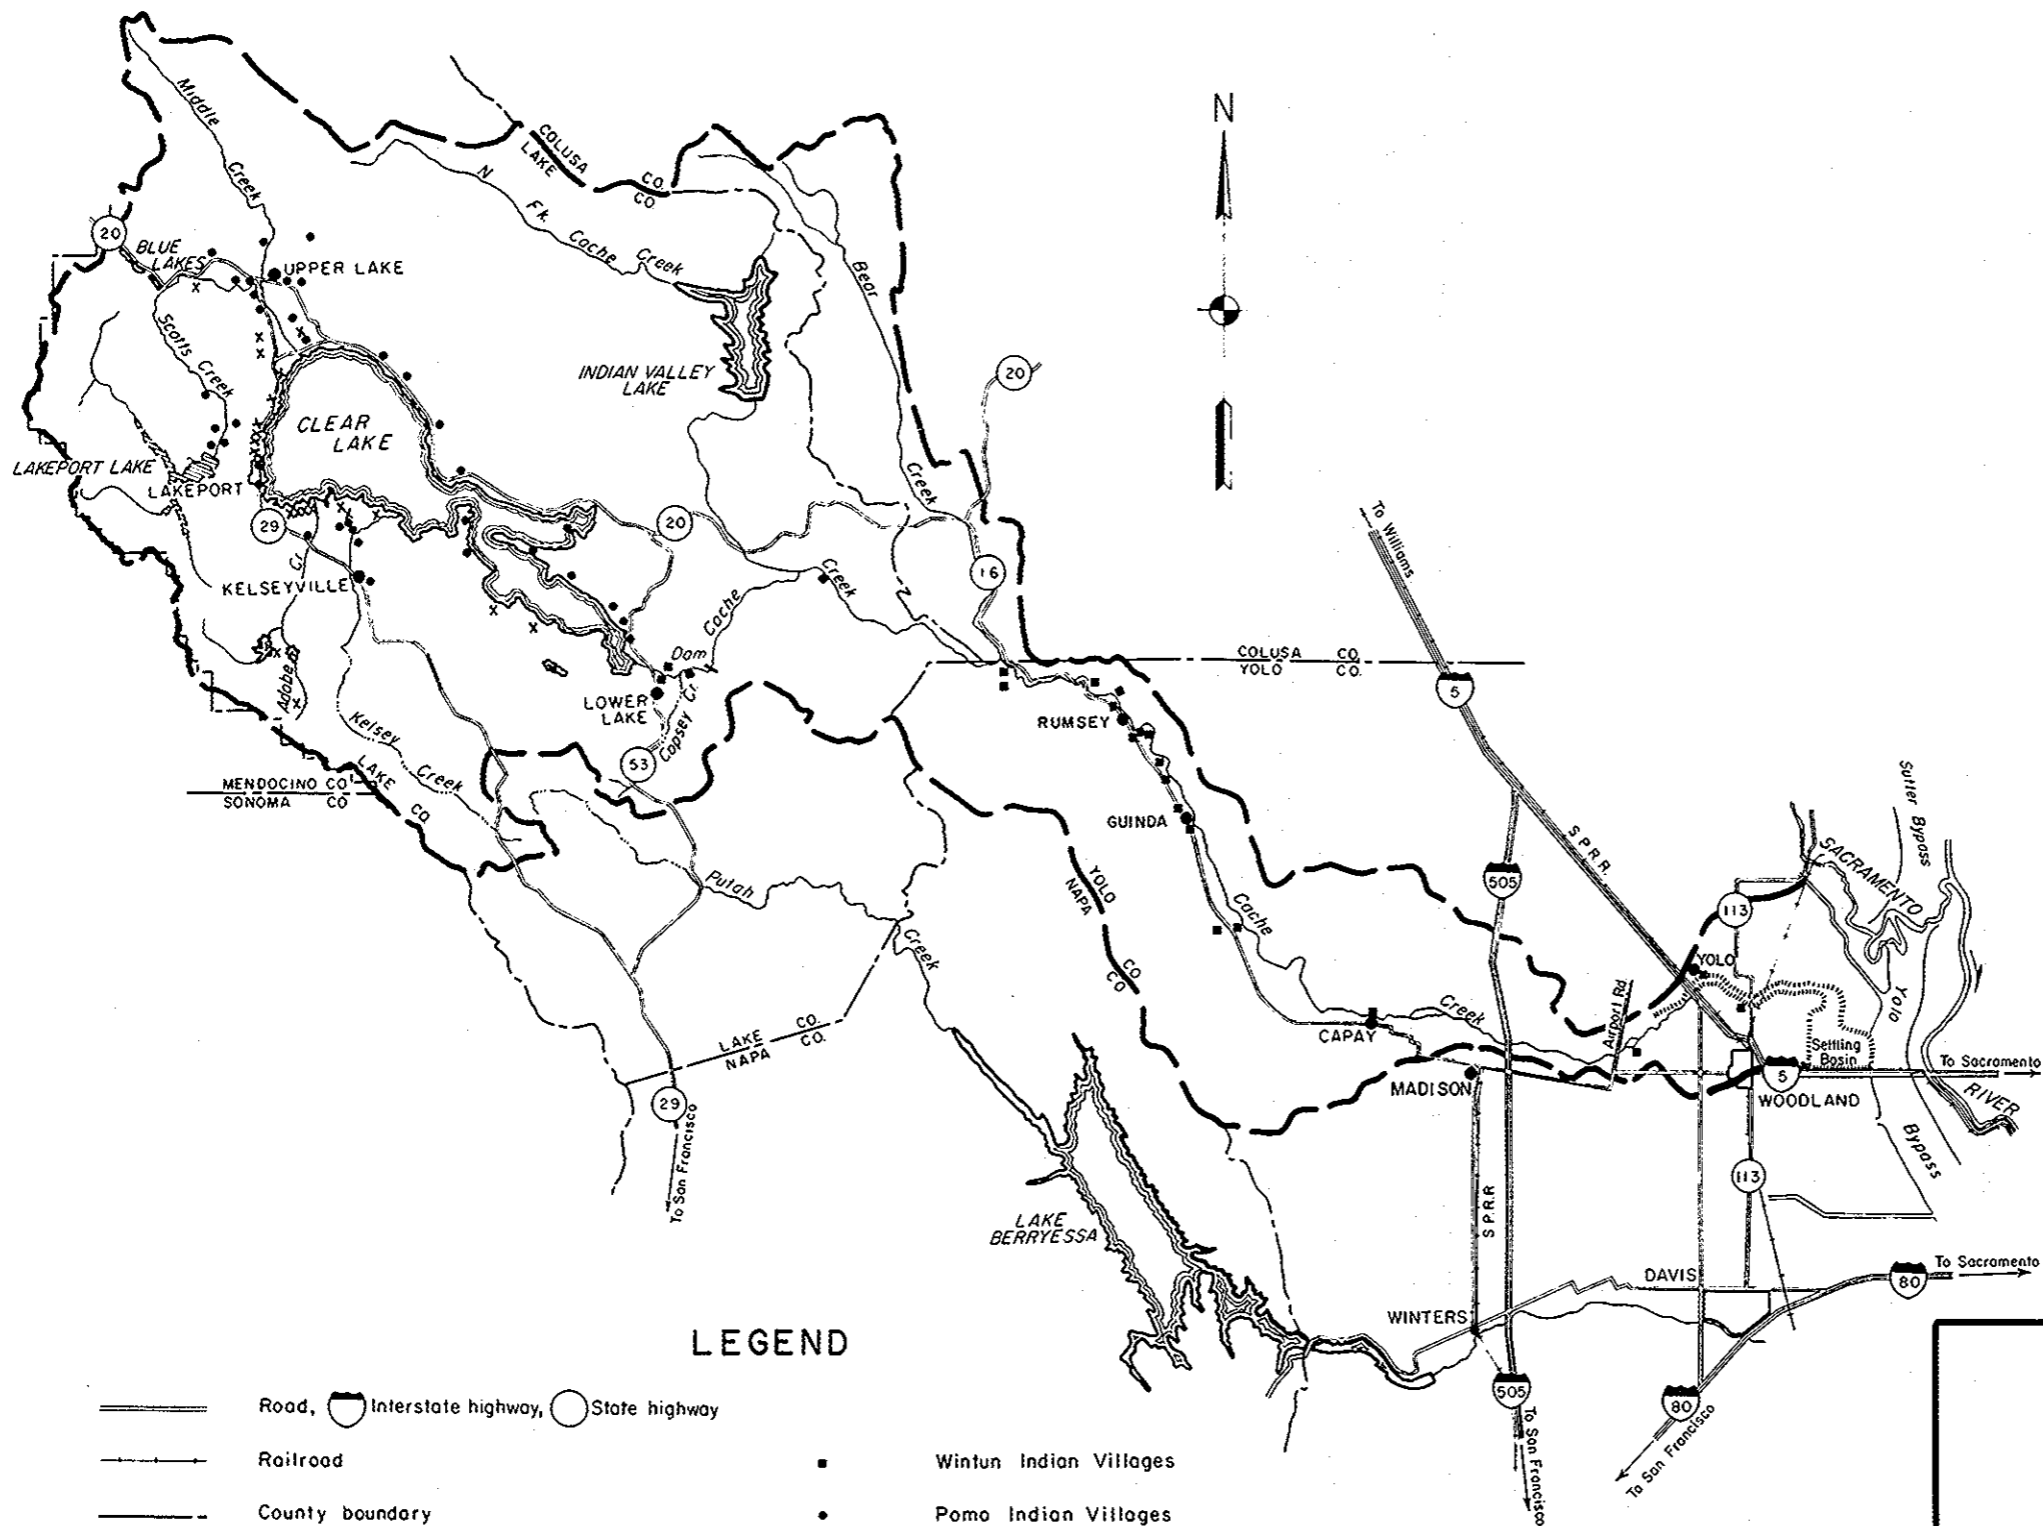 N
Middle
Creek
COLUSA CO.
LAKE CO.
N
Fk.
Cache
Creek
Bear
Creek
20
BLUE
LAKES
UPPER LAKE
Scotts
Creek
INDIAN VALLEY
LAKE
20
CLEAR
LAKE
LAKEPORT LAKE
LAKEPORT
29
20
16
To Williams
Cr.
KELSEYVILLE
Creek
Cache
Dam
Adobe
LOWER
LAKE
Copsey Cr.
53
COLUSA CO.
YOLO CO.
5
RUMSEY
Kelsey
Creek
LAKE
CO.
MENDOCINO CO.
SONOMA CO
GUINDA
S.P.R.R.
Sutter Bypass
SACRAMENTO
505
113
Putah
Creek
YOLO CO.
NAPA CO.
Cache
Creek
YOLO
Yolo
CAPAY
Airport Rd
Settling
Basin
To Sacramento
LAKE CO.
NAPA CO.
MADISON
5
WOODLAND
RIVER
29
To San Francisco
Bypass
113
S.P.R.R
LAKE
BERRYESSA
DAVIS
To Sacramento
80
WINTERS
505
80
To San Francisco
To San Francisco
LEGEND
Road, Interstate highway, State highway
Railroad
Wintun Indian Villages
County boundary
Pomo Indian Villages